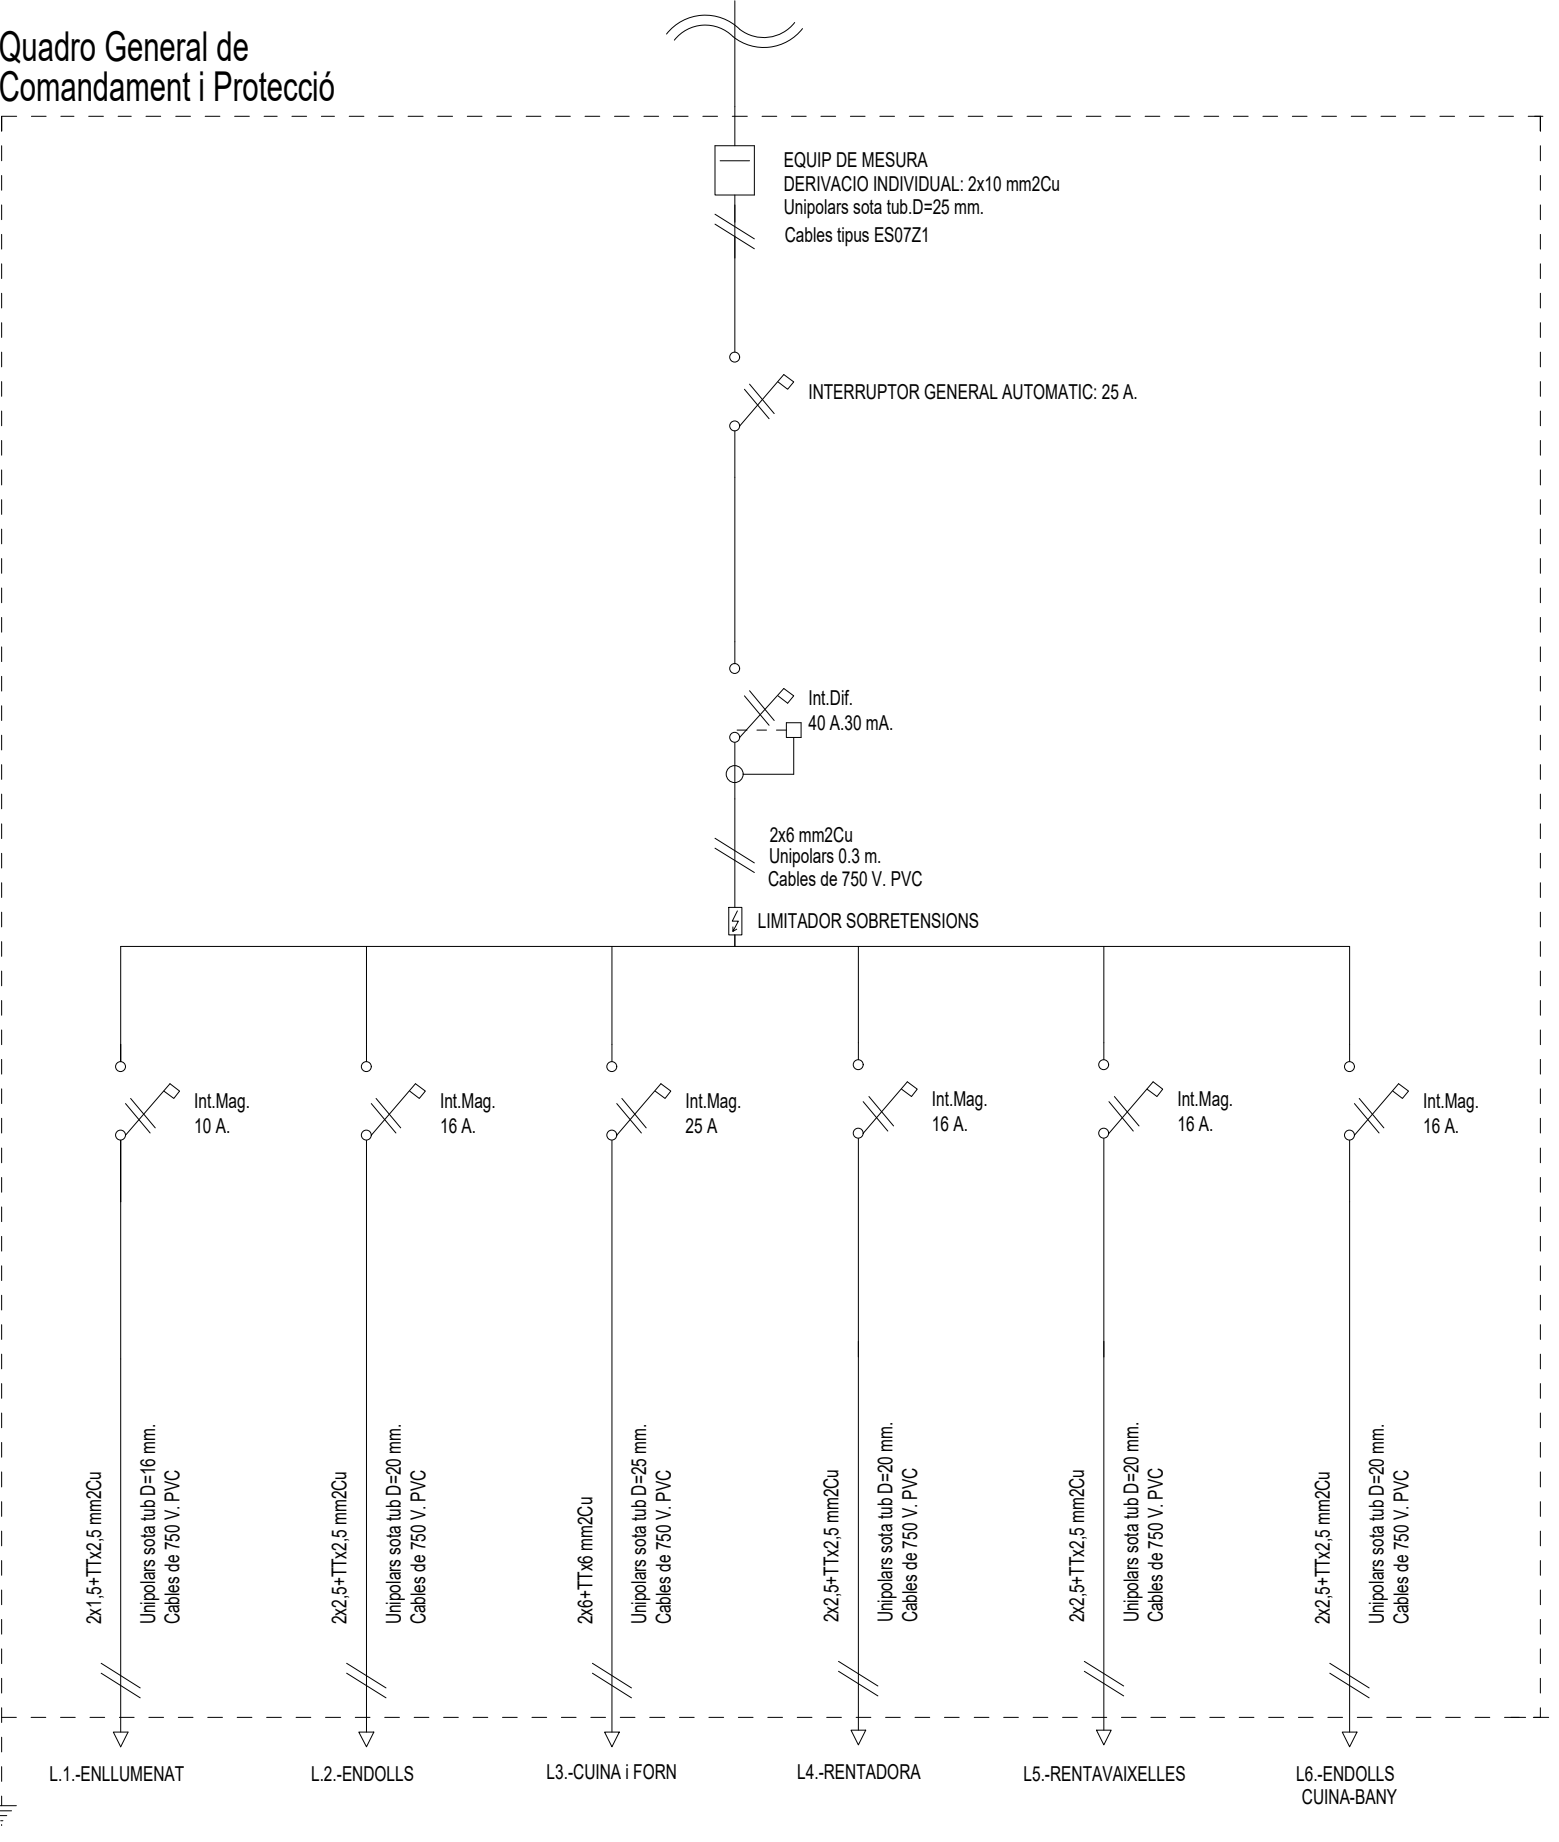 Quadro General de
Comandament i Protecció
EQUIP DE MESURA
DERIVACIO INDIVIDUAL: 2x10 mm2Cu
Unipolars sota tub.D=25 mm.
Cables tipus ES07Z1
INTERRUPTOR GENERAL AUTOMATIC: 25 A.
Int.Dif.
40 A.30 mA.
2x6 mm2Cu
Unipolars 0.3 m.
Cables de 750 V. PVC
LIMITADOR SOBRETENSIONS
Int.Mag.
10 A.
Int.Mag.
16 A.
Int.Mag.
25 A
Int.Mag.
16 A.
Int.Mag.
16 A.
Int.Mag.
16 A.
2x1,5+TTx2,5 mm2Cu
Unipolars sota tub D=16 mm.
Cables de 750 V. PVC
2x2,5+TTx2,5 mm2Cu
Unipolars sota tub D=20 mm.
Cables de 750 V. PVC
2x6+TTx6 mm2Cu
Unipolars sota tub D=25 mm.
Cables de 750 V. PVC
2x2,5+TTx2,5 mm2Cu
Unipolars sota tub D=20 mm.
Cables de 750 V. PVC
2x2,5+TTx2,5 mm2Cu
Unipolars sota tub D=20 mm.
Cables de 750 V. PVC
2x2,5+TTx2,5 mm2Cu
Unipolars sota tub D=20 mm.
Cables de 750 V. PVC
L.1.-ENLLUMENAT
L.2.-ENDOLLS
L3.-CUINA i FORN
L4.-RENTADORA
L5.-RENTAVAIXELLES
L6.-ENDOLLS
CUINA-BANY